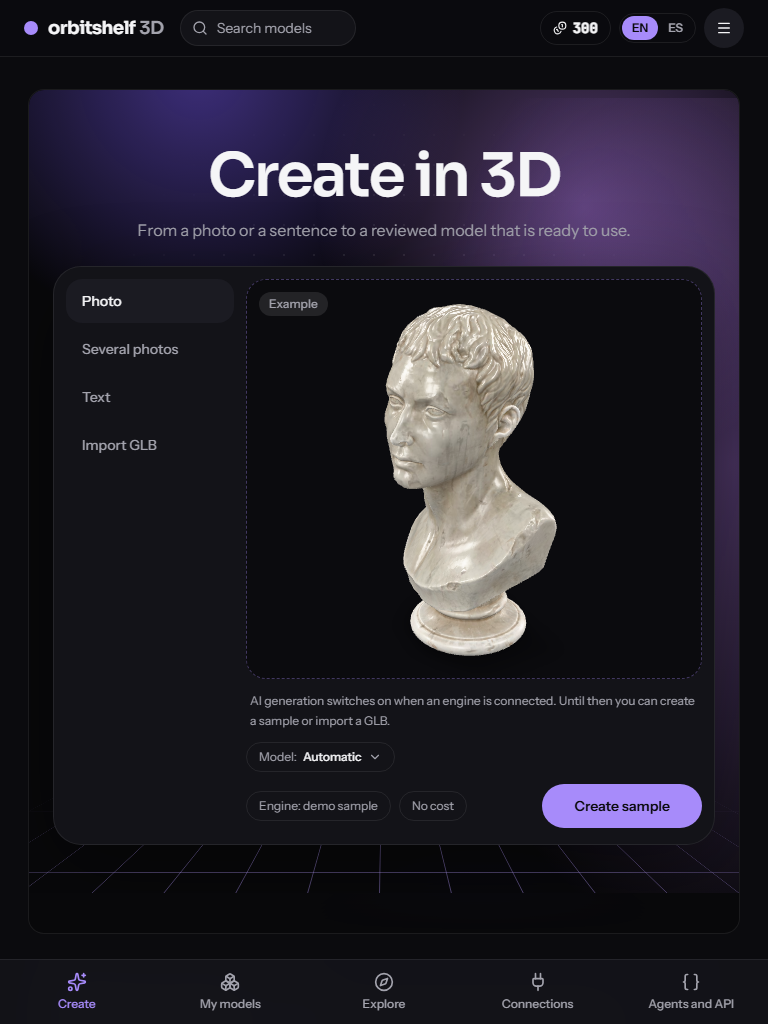 orbitshelf 3D
Search models
300
EN
ES
Create in 3D
From a photo or a sentence to a reviewed model that is ready to use.
Photo
Several photos
Text
Import GLB
Example
AI generation switches on when an engine is connected. Until then you can create
a sample or import a GLB.
Model: Automatic
Engine: demo sample
No cost
Create sample
Create
My models
Explore
Connections
Agents and API